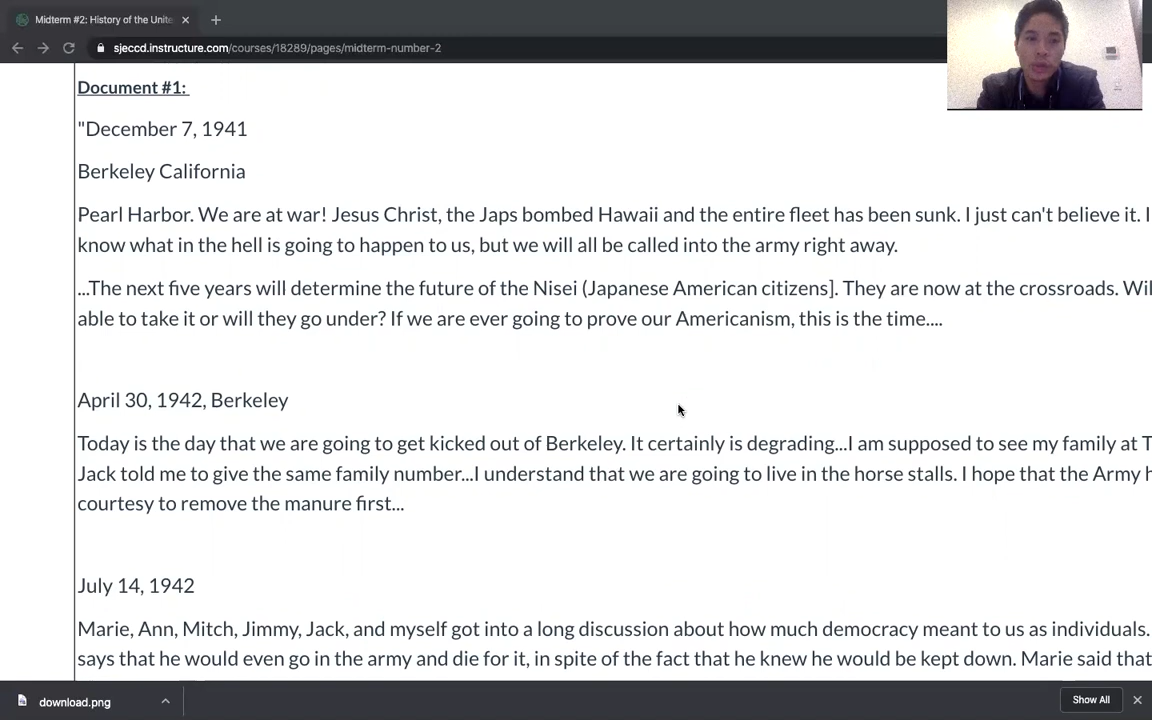 Midterm #2: History of the Unite
sjeccd.instructure.com/courses/18289/pages/midterm-number-2
Document #1:
"December 7, 1941
Berkeley California
Pearl Harbor. We are at war! Jesus Christ, the Japs bombed Hawaii and the entire fleet has been sunk. I just can't believe it. I
know what in the hell is going to happen to us, but we will all be called into the army right away.
...The next five years will determine the future of the Nisei (Japanese American citizens]. They are now at the crossroads. Wil
able to take it or will they go under? If we are ever going to prove our Americanism, this is the time....
April 30, 1942, Berkeley
Today is the day that we are going to get kicked out of Berkeley. It certainly is degrading...I am supposed to see my family at T
Jack told me to give the same family number...I understand that we are going to live in the horse stalls. I hope that the Army h
courtesy to remove the manure first...
July 14, 1942
Marie, Ann, Mitch, Jimmy, Jack, and myself got into a long discussion about how much democracy meant to us as individuals.
says that he would even go in the army and die for it, in spite of the fact that he knew he would be kept down. Marie said that
download.png
Show All